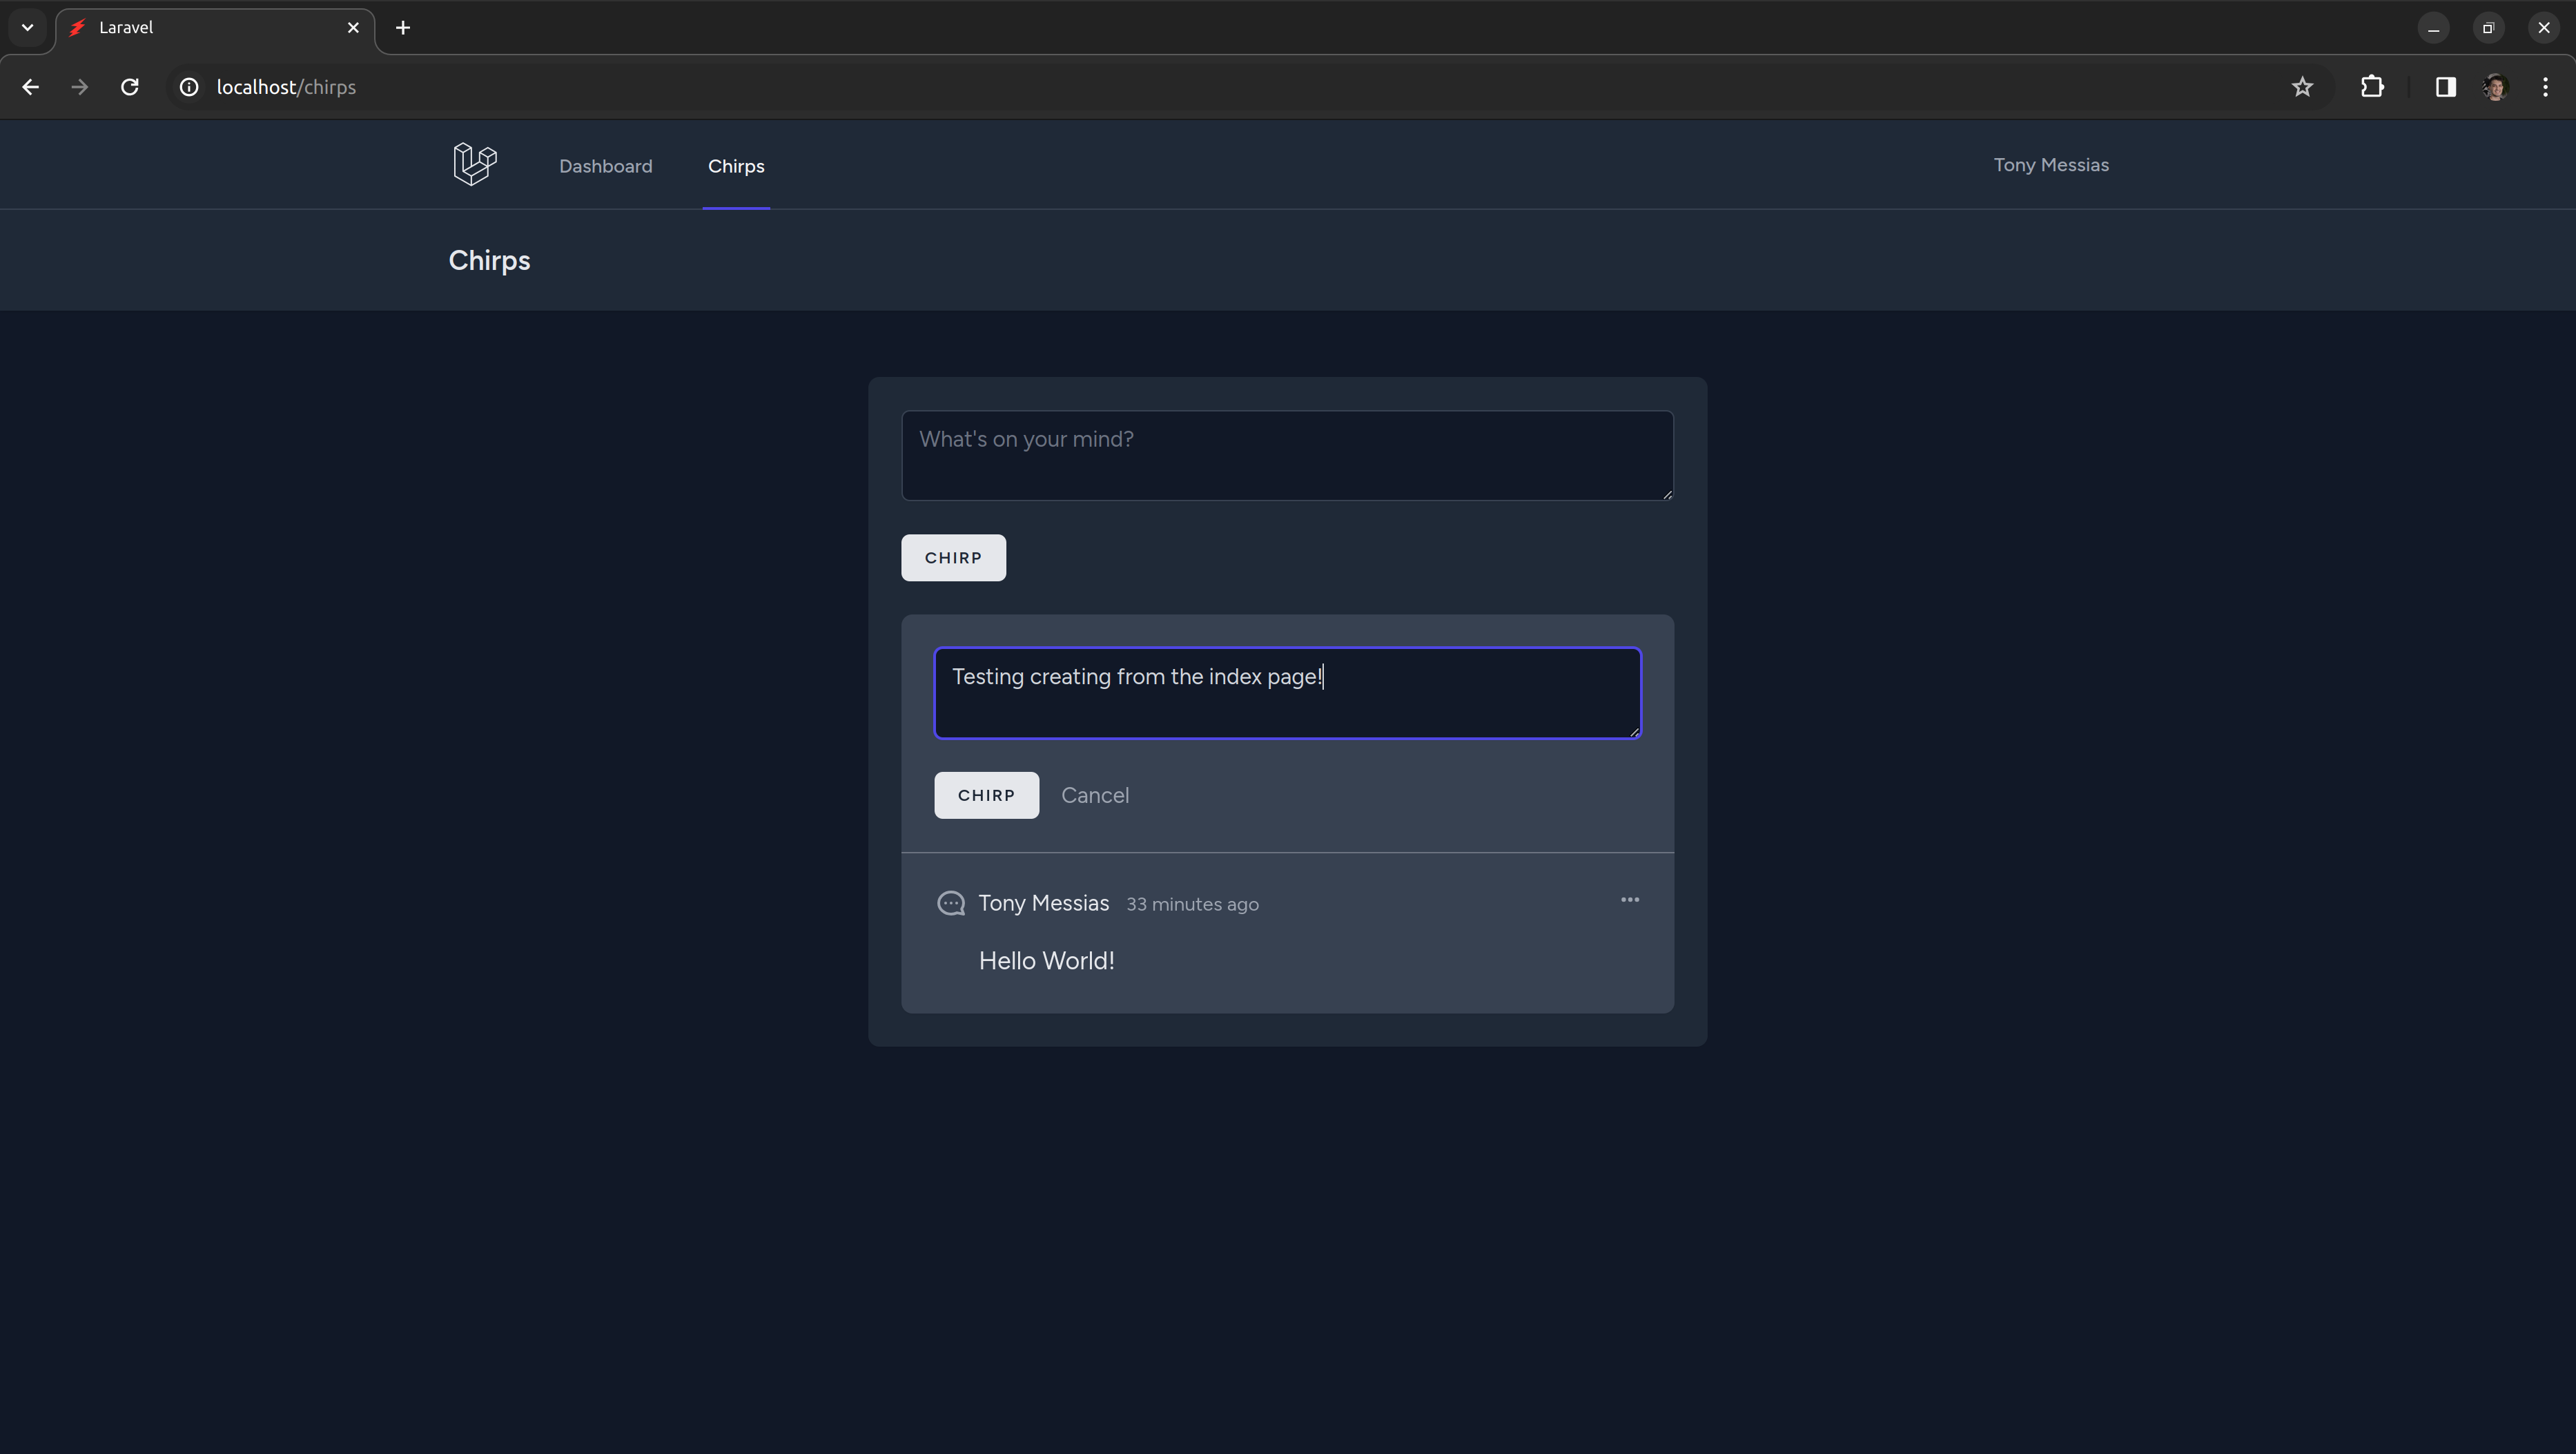 Laravel
localhost/chirps
Dashboard
Chirps
Tony Messias
Chirps
What's on your mind?
CHIRP
Testing creating from the index page!
CHIRP
Cancel
Tony Messias
33 minutes ago
Hello World!